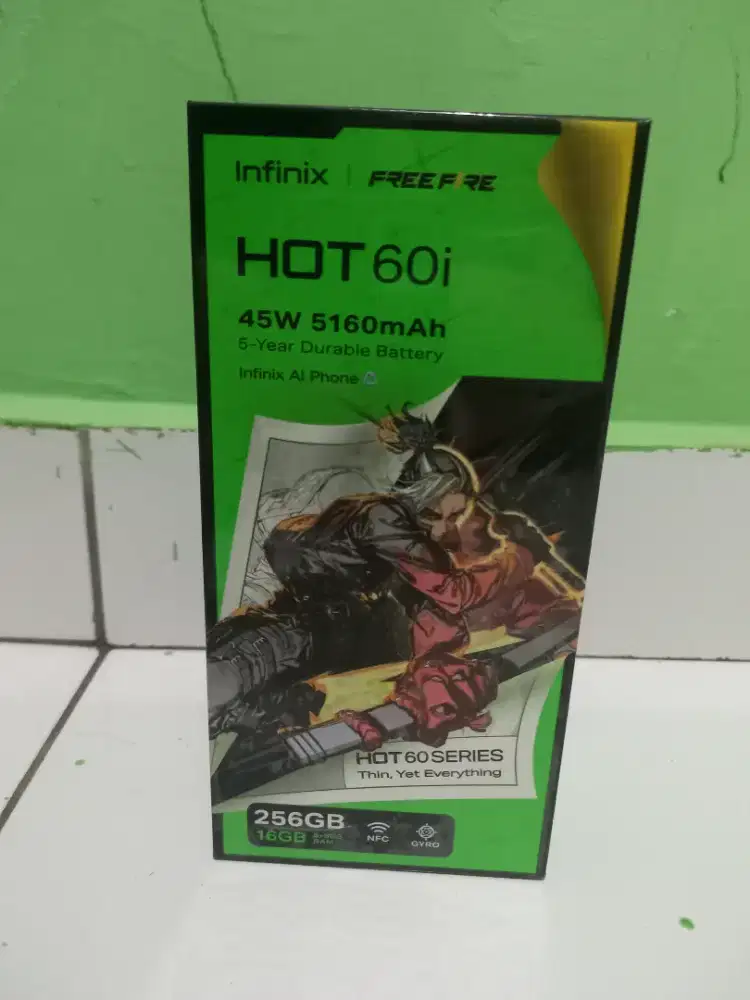 Infinix | FREE FIRE
HOT 60i
45W 5160mAh
5-Year Durable Battery
Infinix AI Phone
HOT 60 SERIES
Thin, Yet Everything
256GB
16GB
RAM
NFC
GYRO